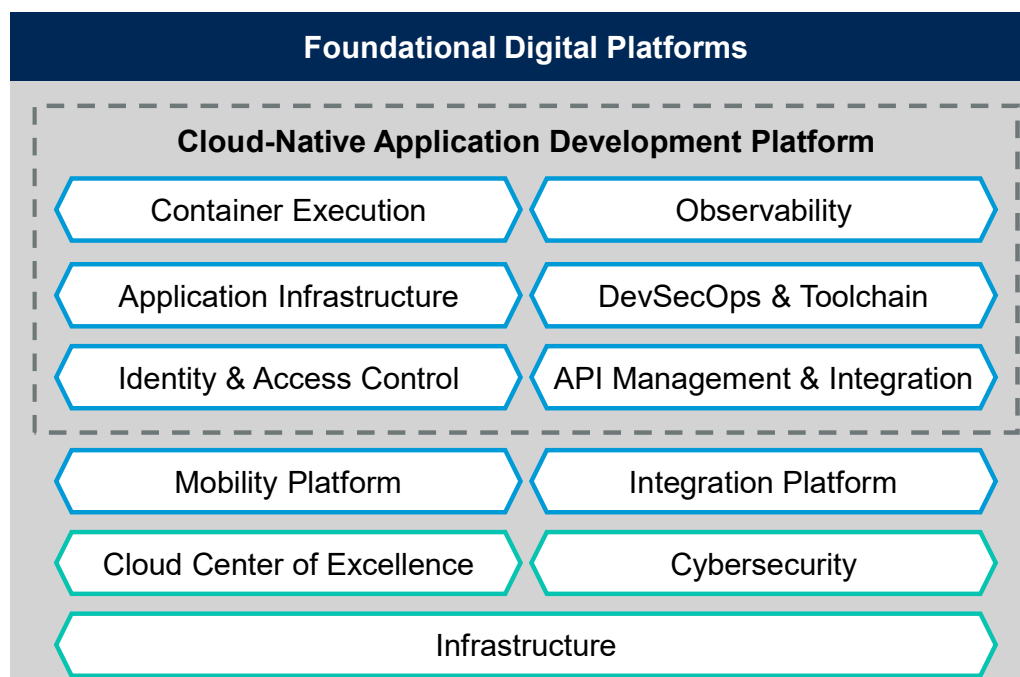 Foundational Digital Platforms
Cloud-Native Application Development Platform
Container Execution
Observability
Application Infrastructure
DevSecOps & Toolchain
Identity & Access Control
API Management & Integration
Mobility Platform
Integration Platform
Cloud Center of Excellence
Cybersecurity
Infrastructure